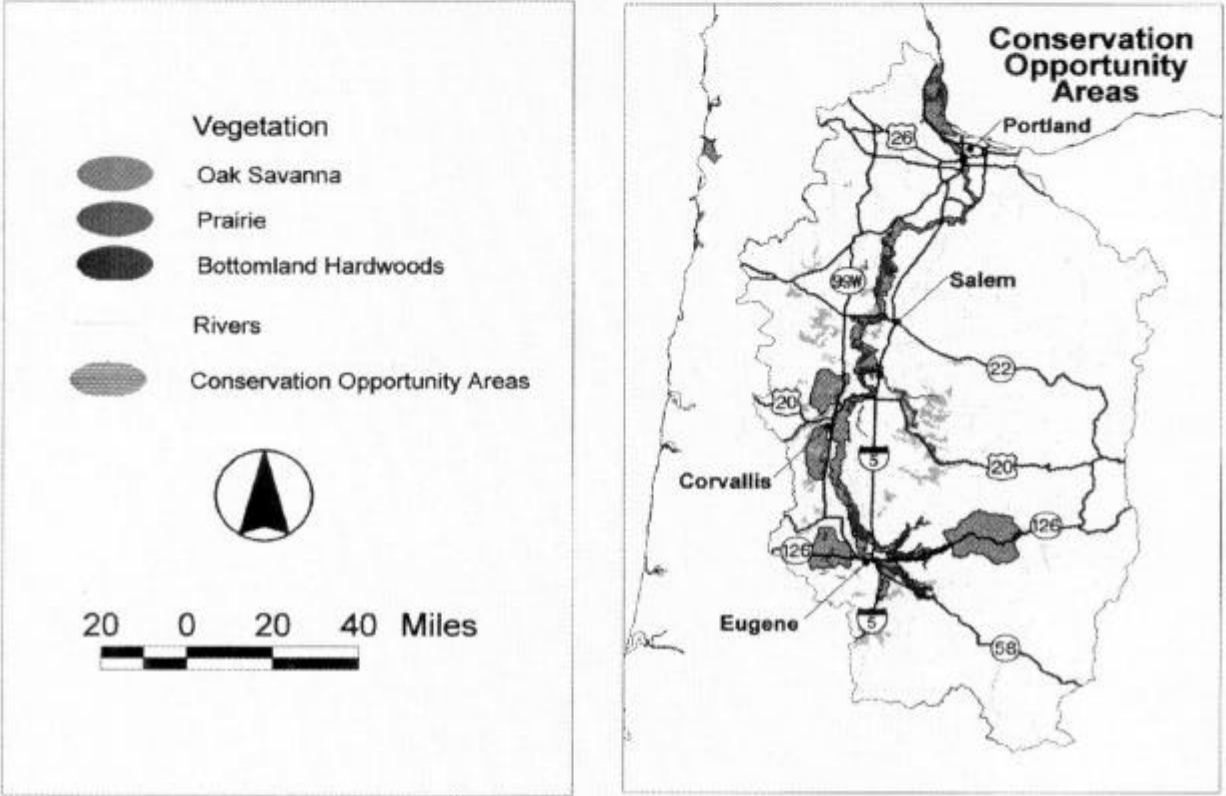 Vegetation
Oak Savanna
Prairie
Bottomland Hardwoods
Rivers
Conservation Opportunity Areas
20 0 20 40 Miles
Conservation
Opportunity
Areas
Portland
26
99W
Salem
22
20
5
20
Corvallis
126
126
Eugene
5
58